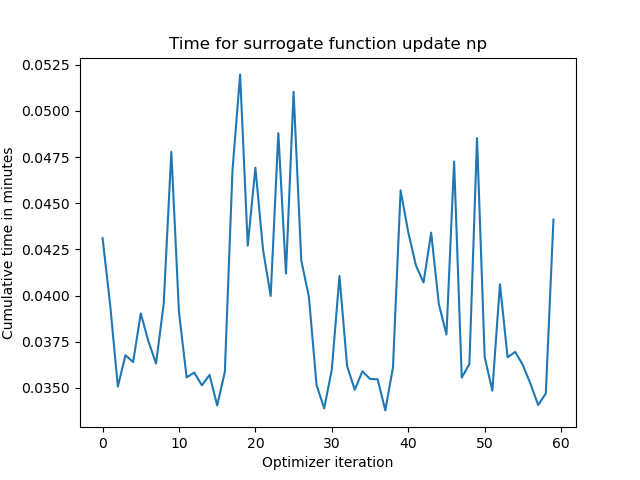 Time for surrogate function update np
Cumulative time in minutes
0.0525
0.0500
0.0475
0.0450
0.0425
0.0400
0.0375
0.0350
0 10 20 30 40 50 60
Optimizer iteration